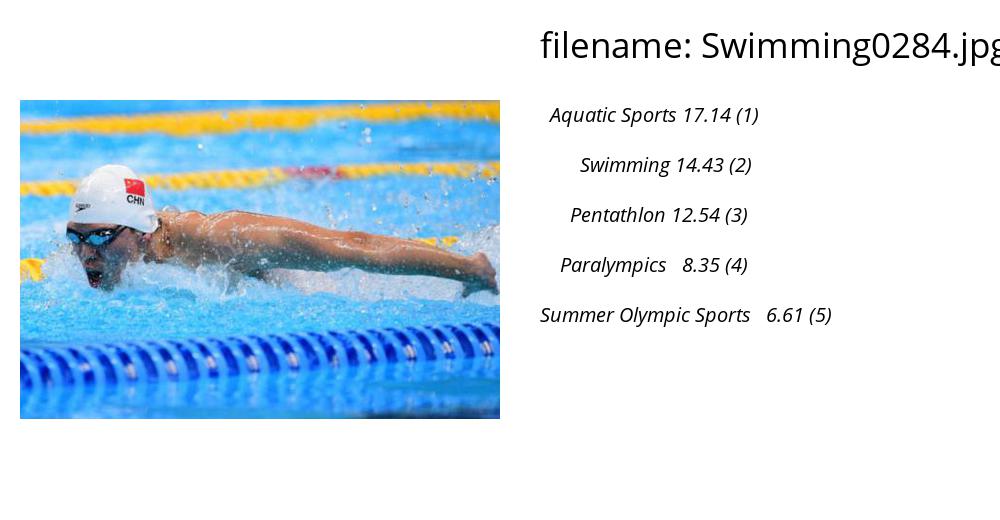 filename: Swimming0284.jpg
Aquatic Sports 17.14 (1)
Swimming 14.43 (2)
Pentathlon 12.54 (3)
Paralympics 8.35 (4)
Summer Olympic Sports 6.61 (5)
CHN